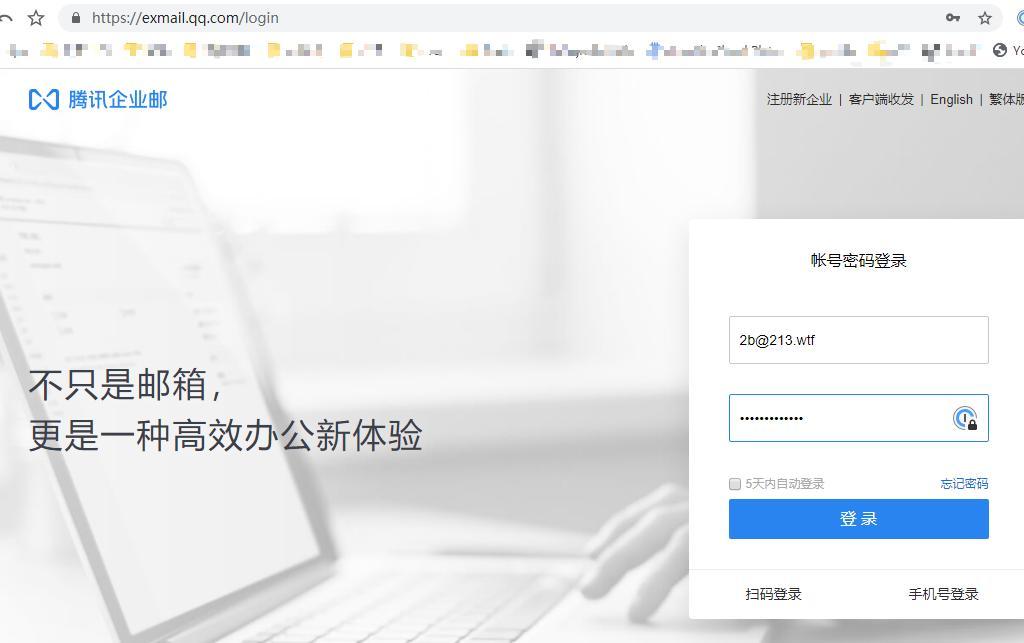 https://exmail.qq.com/login
腾讯企业邮
注册新企业 | 客户端收发 | English | 繁体版
帐号密码登录
2b@213.wtf
•••••••••••••
不只是邮箱，
更是一种高效办公新体验
5天内自动登录 忘记密码
登 录
扫码登录 手机号登录